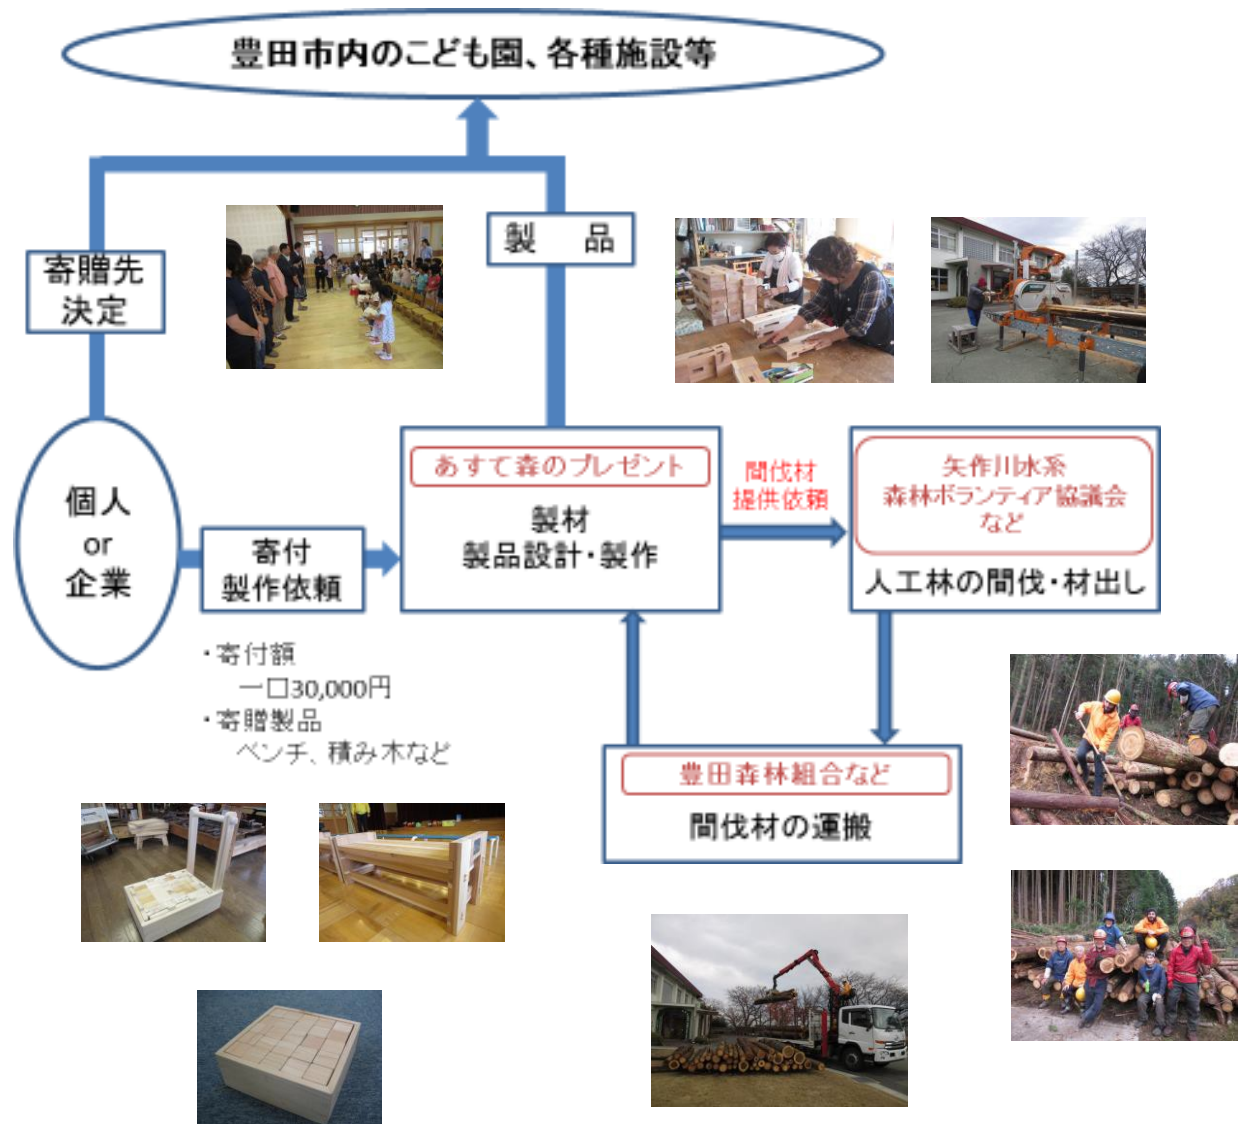 豊田市内のこども園、各種施設等
製　品
寄贈先
決定
個人
or
企業
寄付
製作依頼
あすて森のプレゼント
製材
製品設計・製作
間伐材
提供依頼
矢作川水系
森林ボランティア協議会
など
人工林の間伐・材出し
・寄付額
一口30,000円
・寄贈製品
ベンチ、積み木など
豊田森林組合など
間伐材の運搬